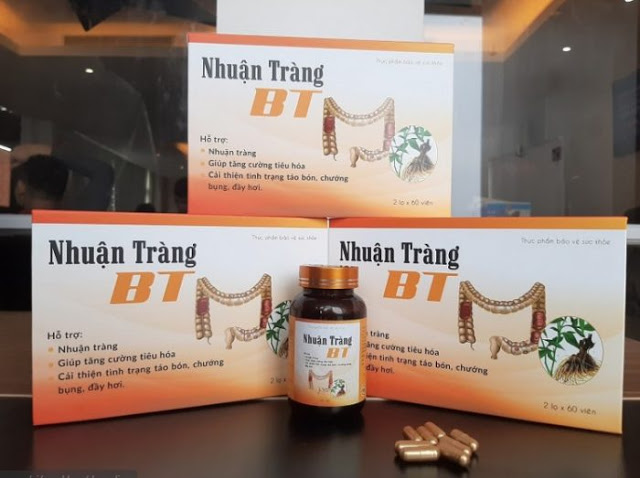 Thực phẩm bảo vệ sức khỏe
Nhuận Tràng
BT
Hỗ trợ:
• Nhuận tràng
• Giúp tăng cường tiêu hóa
• Cải thiện tình trạng táo bón, chướng
bụng, đầy hơi.
2 lọ x 60 viên
Thực phẩm bảo vệ sức khỏe
Nhuận Tràng
BT
Hỗ trợ:
• Nhuận tràng
• Giúp tăng cường tiêu hóa
• Cải thiện tình trạng táo bón, chướng
bụng, đầy hơi.
2 lọ x 60 viên
Nhuận Tràng
BT
Thực phẩm bảo vệ sức khỏe
Nhuận Tràng
BT
trợ:
tràng
tăng cường tiêu hóa
thiện tình trạng táo bón, chướng
bụng, đầy hơi.
2 lọ x 60 viên